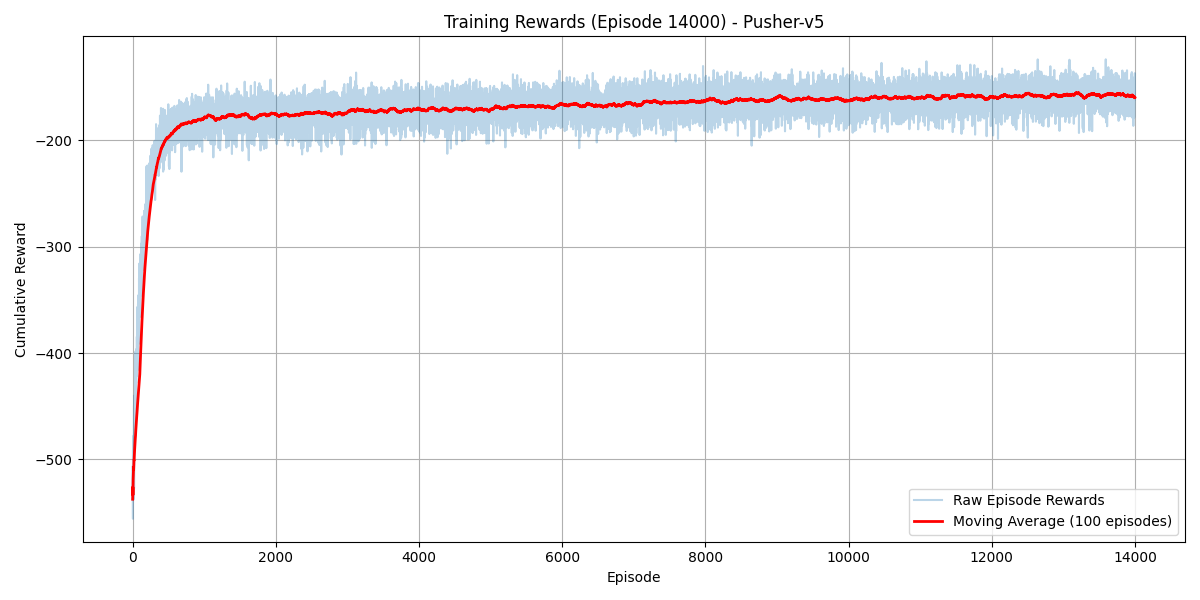 Training Rewards (Episode 14000) - Pusher-v5
Cumulative Reward
−200
−300
−400
−500
0 2000 4000 6000 8000 10000 12000 14000
Episode
Raw Episode Rewards
Moving Average (100 episodes)